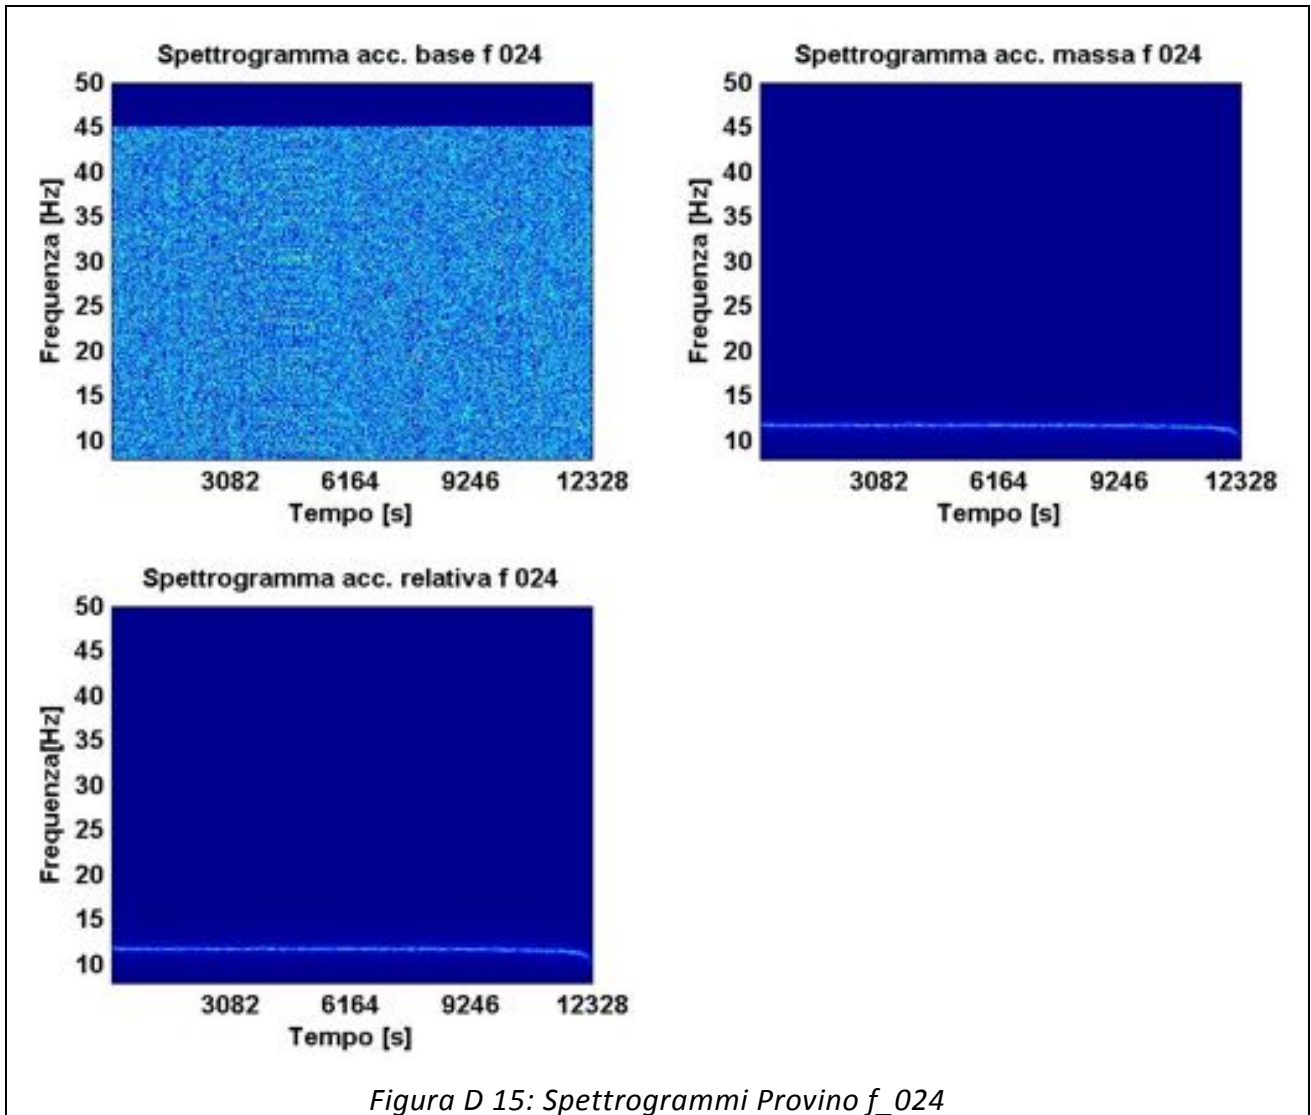 Spettrogramma acc. base f 024
50
45
40
35
30
25
20
15
10
Frequenza [Hz]
3082 6164 9246 12328
Tempo [s]
Spettrogramma acc. massa f 024
50
45
40
35
30
25
20
15
10
Frequenza [Hz]
3082 6164 9246 12328
Tempo [s]
Spettrogramma acc. relativa f 024
50
45
40
35
30
25
20
15
10
Frequenza[Hz]
3082 6164 9246 12328
Tempo [s]
Figura D 15: Spettrogrammi Provino f_024